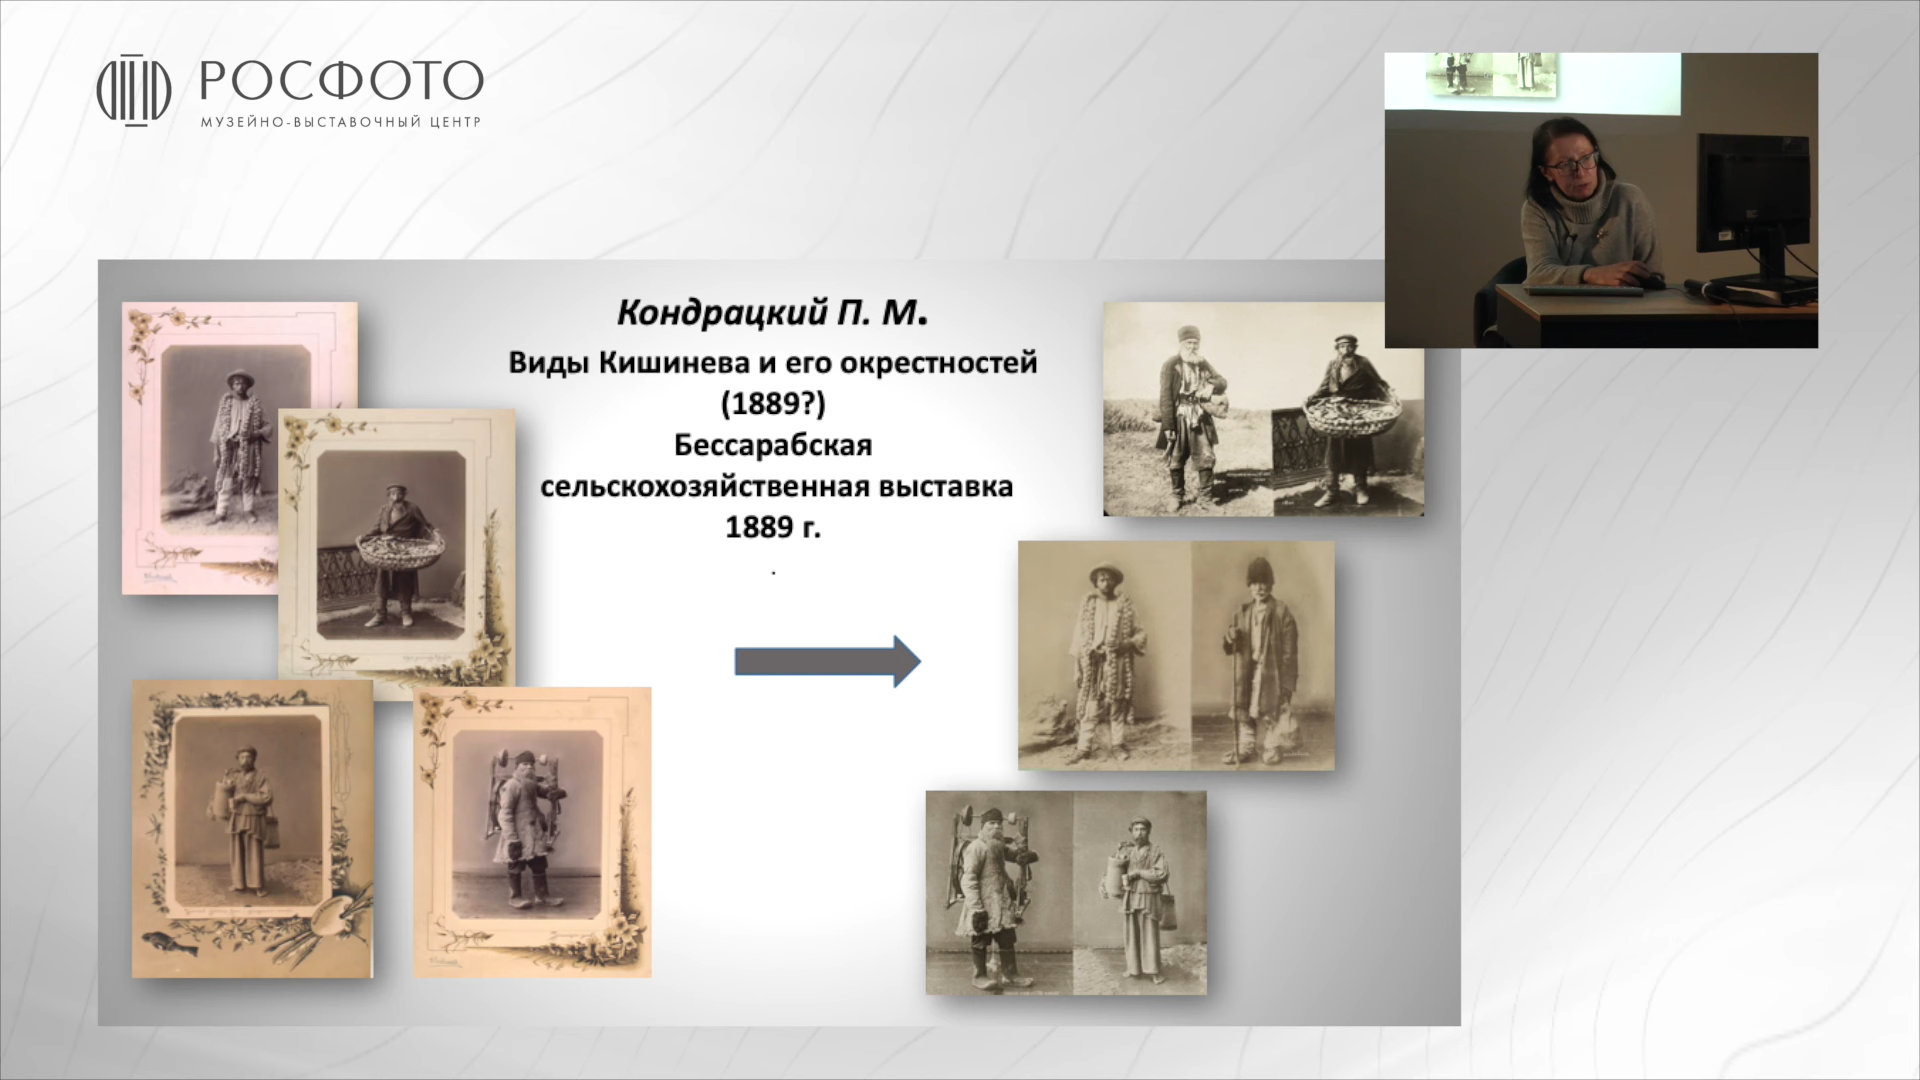 РОСФОТО
МУЗЕЙНО-ВЫСТАВОЧНЫЙ ЦЕНТР
Кондрацкий П. М.
Виды Кишинева и его окрестностей
(1889?)
Бессарабская
сельскохозяйственная выставка
1889 г.
.